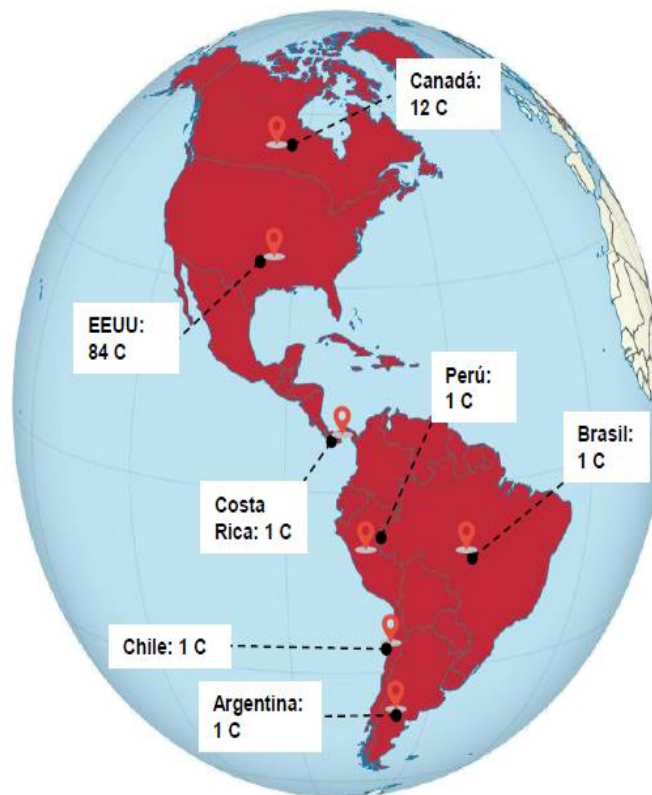 Canadá:
12 C
EEUU:
84 C
Perú:
1 C
Brasil:
1 C
Costa
Rica: 1 C
Chile: 1 C
Argentina:
1 C